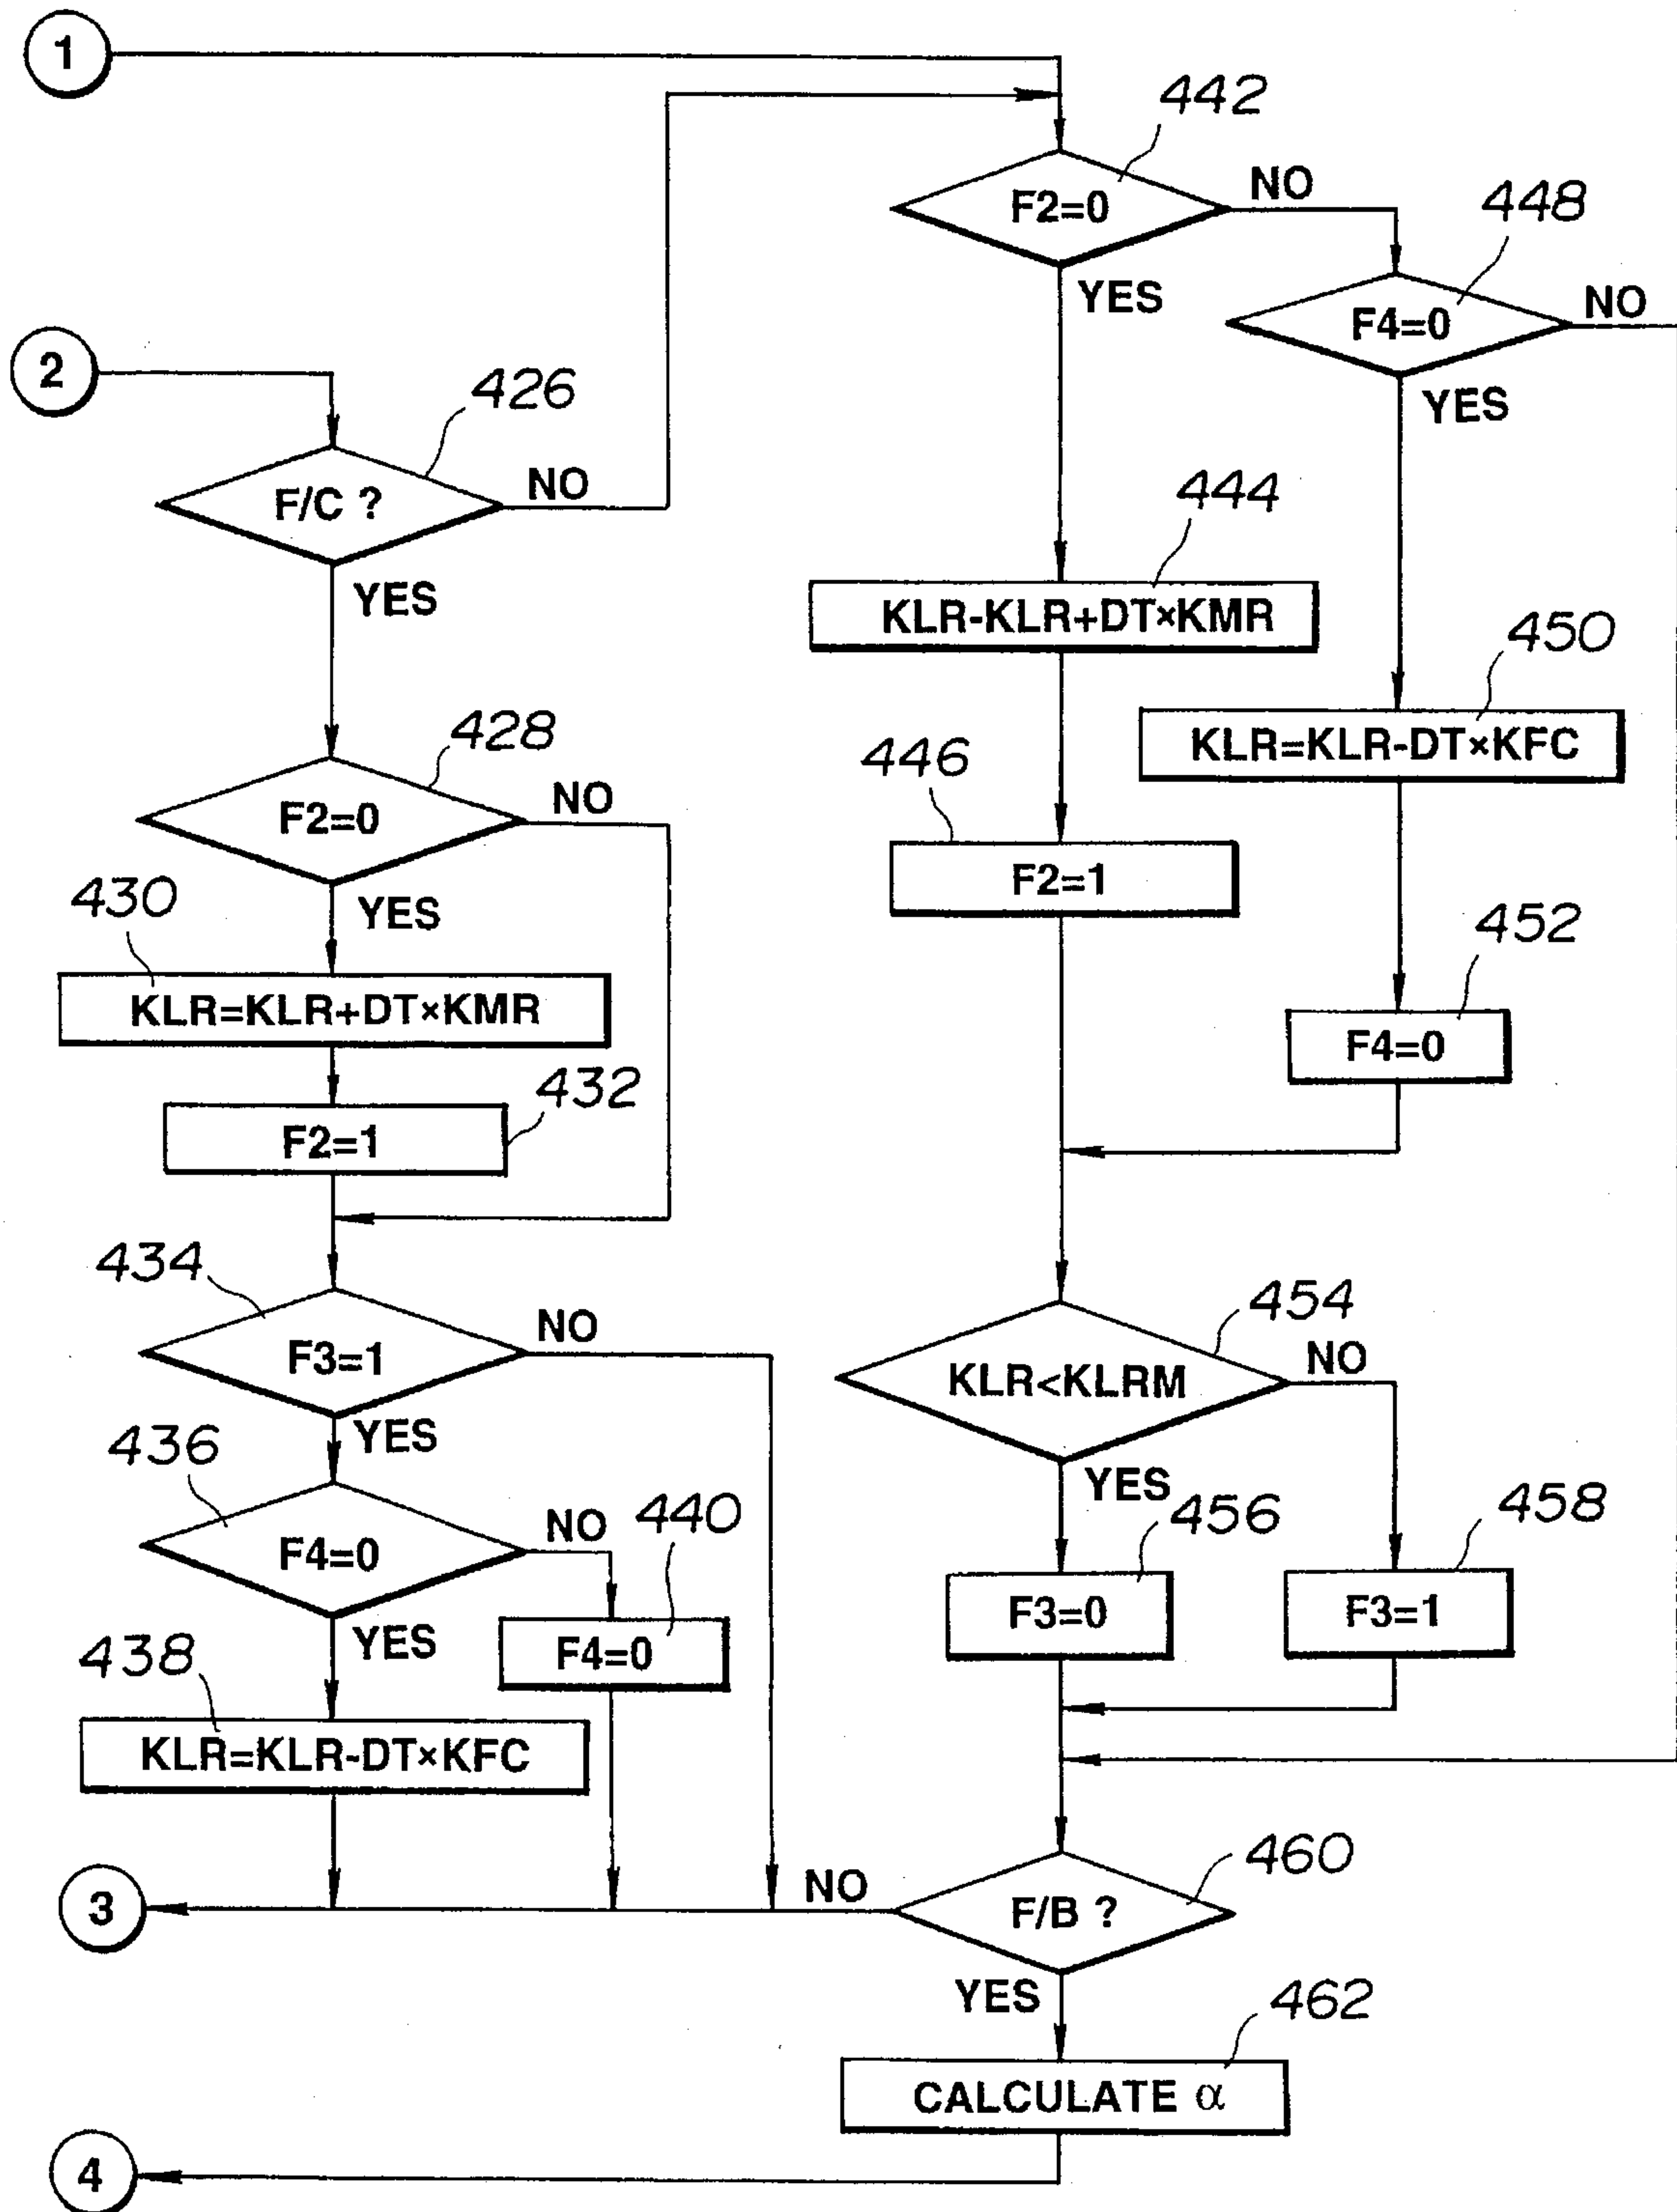 1
442
F2=0
NO
448
YES
F4=0
NO
2
426
YES
F/C ?
NO
444
YES
KLR-KLR+DT×KMR
450
428
KLR=KLR-DT×KFC
446
F2=0
NO
F2=1
430
YES
452
KLR=KLR+DT×KMR
F4=0
432
F2=1
434
NO
454
F3=1
KLR<KLRM
NO
436
YES
YES
456
458
NO
440
F4=0
F3=0
F3=1
438
YES
F4=0
KLR=KLR-DT×KFC
460
3
NO
F/B ?
YES
462
CALCULATE α
4